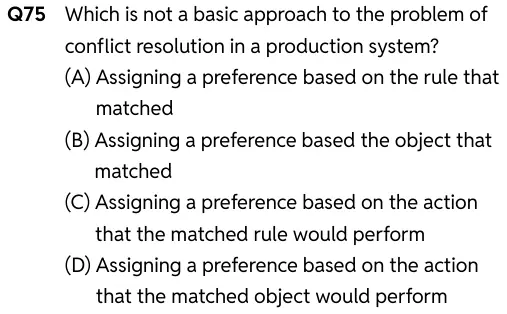 Q75 Which is not a basic approach to the problem of
conflict resolution in a production system?
(A) Assigning a preference based on the rule that
matched
(B) Assigning a preference based the object that
matched
(C) Assigning a preference based on the action
that the matched rule would perform
(D) Assigning a preference based on the action
that the matched object would perform